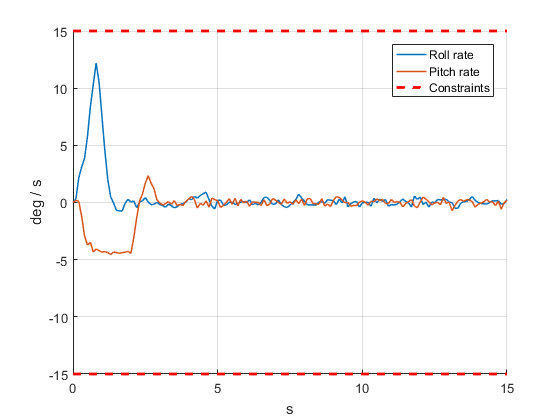 15
10
5
0
-5
-10
-15
deg / s
0
5
10
15
s
Roll rate
Pitch rate
Constraints